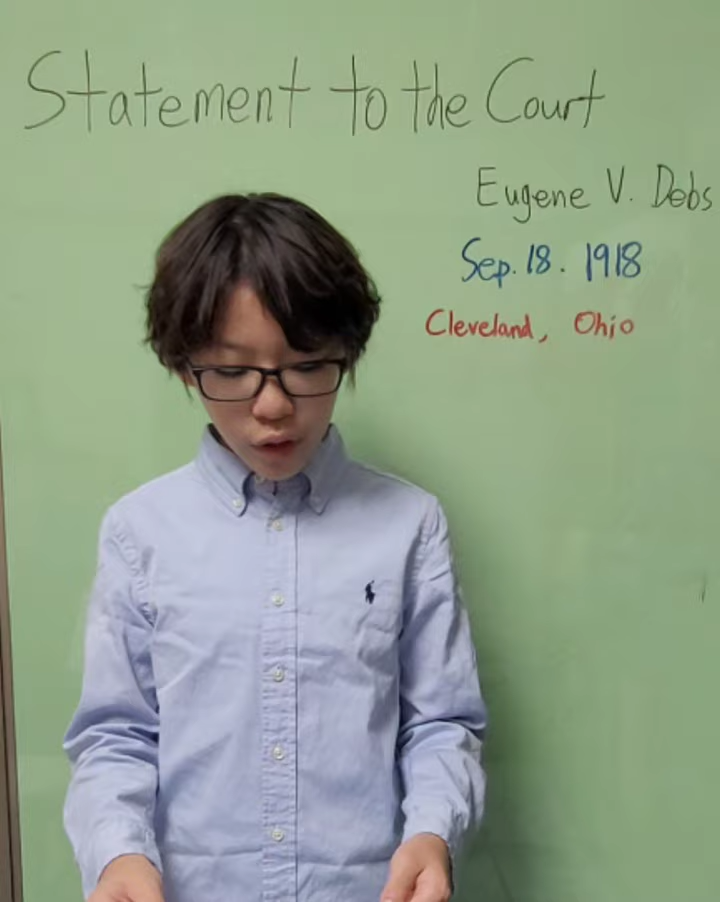 Statement to the Court
Eugene V. Debs
Sep. 18. 1918
Cleveland, Ohio